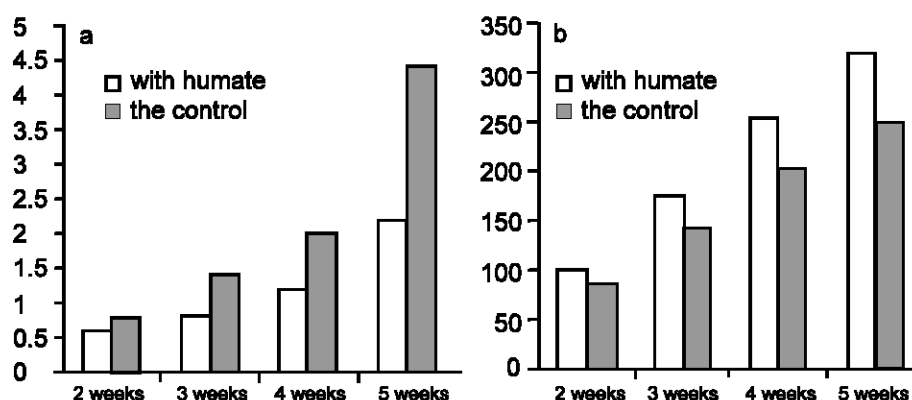 a
with humate
the control
5
4.5
4
3.5
3
2.5
2
1.5
1
0.5
0
2 weeks
3 weeks
4 weeks
5 weeks
b
with humate
the control
350
300
250
200
150
100
50
0
2 weeks
3 weeks
4 weeks
5 weeks